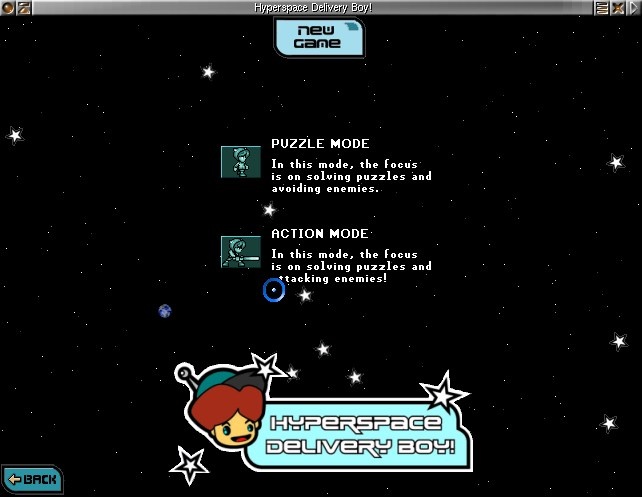 Hyperspace Delivery Boy!
NEW
GAME
PUZZLE MODE
In this mode, the focus
is on solving puzzles and
avoiding enemies.
ACTION MODE
In this mode, the focus
is on solving puzzles and
attacking enemies!
HYPERSPACE
DELIVERY BOY!
BACK